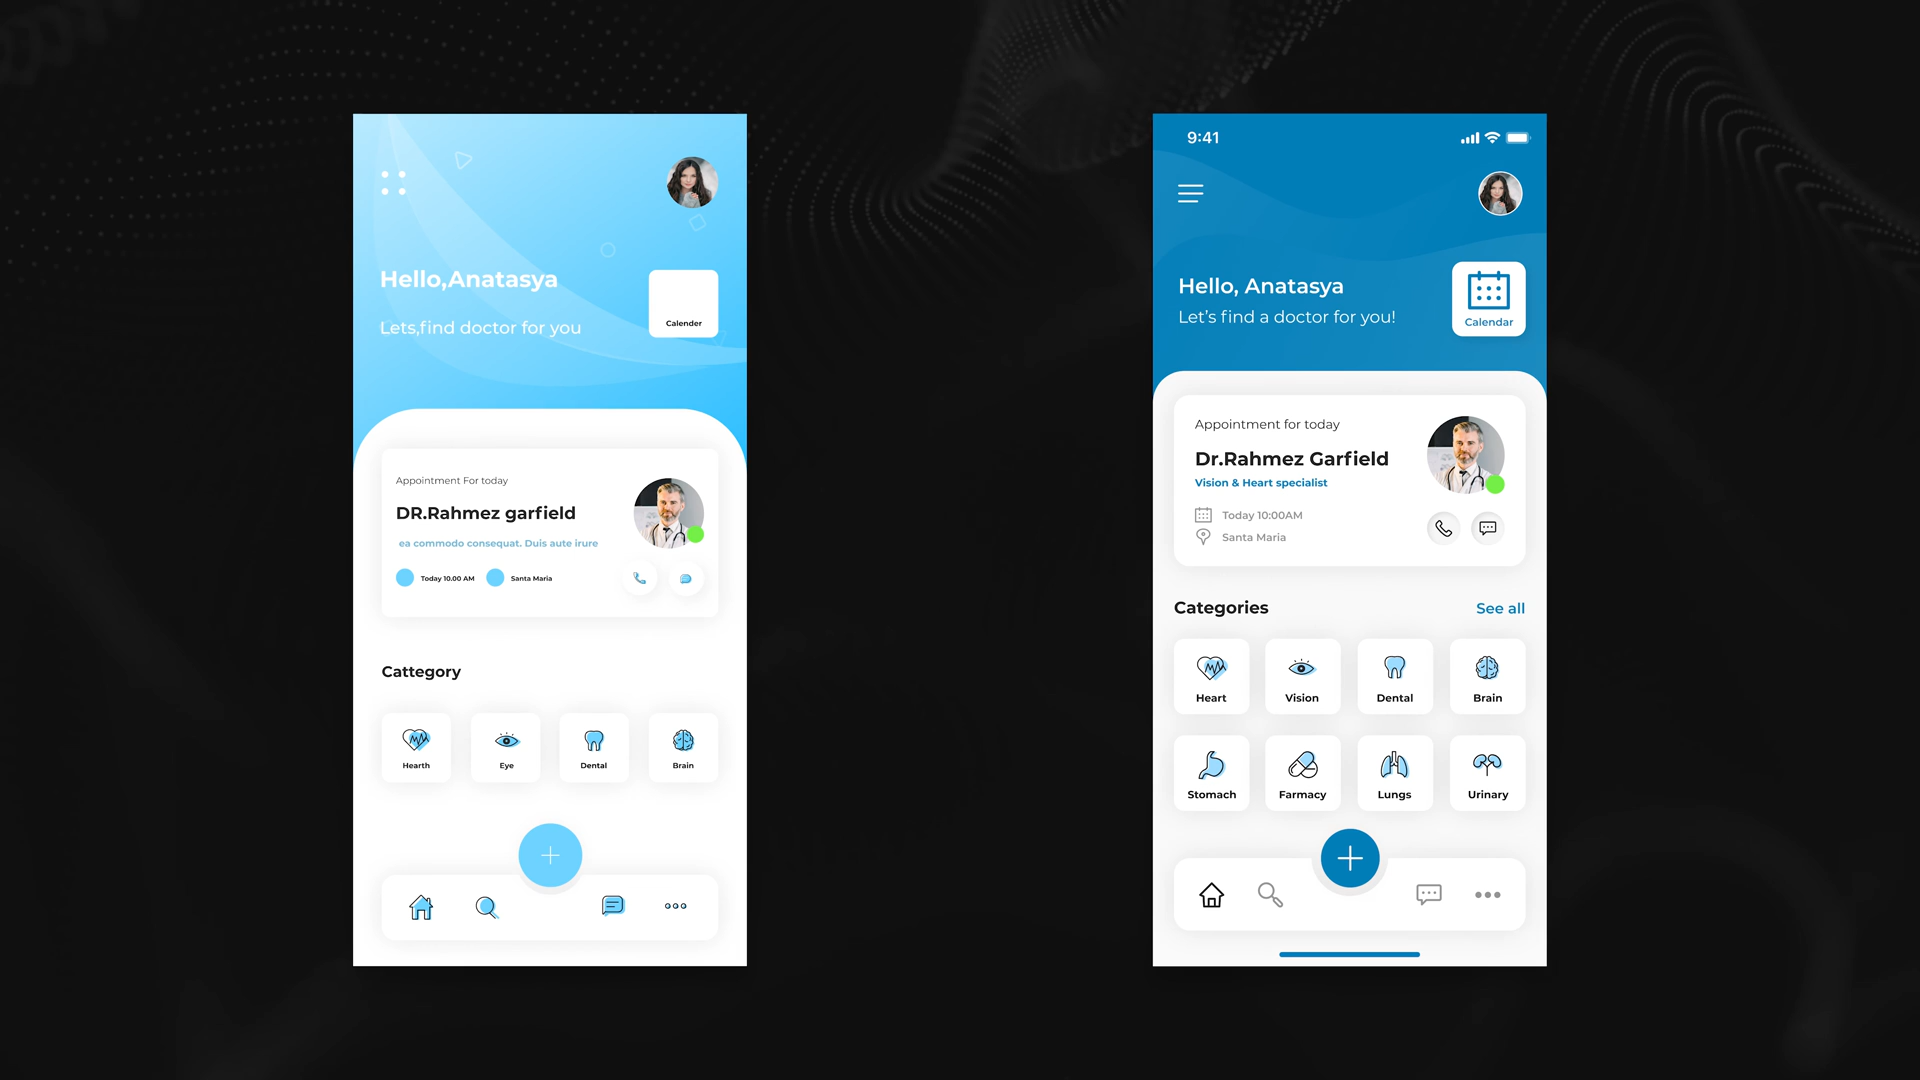 Hello,Anatasya
Lets,find doctor for you
Calender
Appointment For today
DR.Rahmez garfield
ea commodo consequat. Duis aute irure
Today 10.00 AM
Santa Maria
Cattegory
Hearth
Eye
Dental
Brain
9:41
Hello, Anatasya
Let's find a doctor for you!
Calendar
Appointment for today
Dr.Rahmez Garfield
Vision & Heart specialist
Today 10:00AM
Santa Maria
Categories
See all
Heart
Vision
Dental
Brain
Stomach
Farmacy
Lungs
Urinary